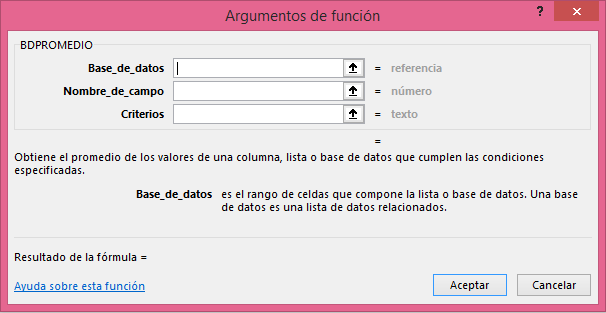 Argumentos de función
? ×
BDPROMEDIO
Base_de_datos = referencia
Nombre_de_campo = número
Criterios = texto
=
Obtiene el promedio de los valores de una columna, lista o base de datos que cumplen las condiciones
especificadas.
Base_de_datos es el rango de celdas que compone la lista o base de datos. Una base
de datos es una lista de datos relacionados.
Resultado de la fórmula =
Ayuda sobre esta función
Aceptar Cancelar